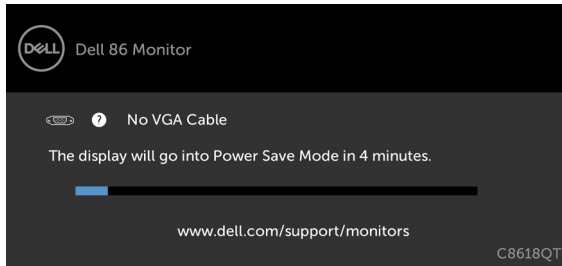 DELL
Dell 86 Monitor
? No VGA Cable
The display will go into Power Save Mode in 4 minutes.
www.dell.com/support/monitors
C8618QT